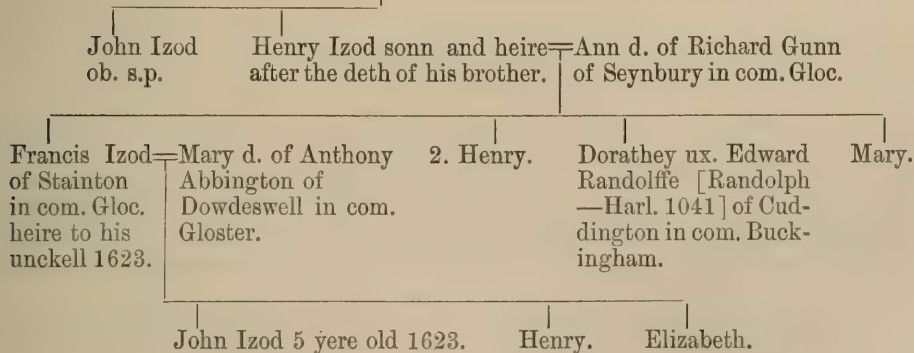 John Izod
ob. s.p.
Henry Izod sonn and heire
after the deth of his brother.
Ann d. of Richard Gunn
of Seynbury in com. Gloc.
Francis Izod
of Stainton
in com. Gloc.
heire to his
unckell 1623.
Mary d. of Anthony
Abbington of
Dowdeswell in com.
Gloster.
2. Henry.
Dorathey ux. Edward
Randolffe [Randolph
—Harl. 1041] of Cud-
dington in com. Buck-
ingham.
Mary.
John Izod 5 yere old 1623.
Henry.
Elizabeth.